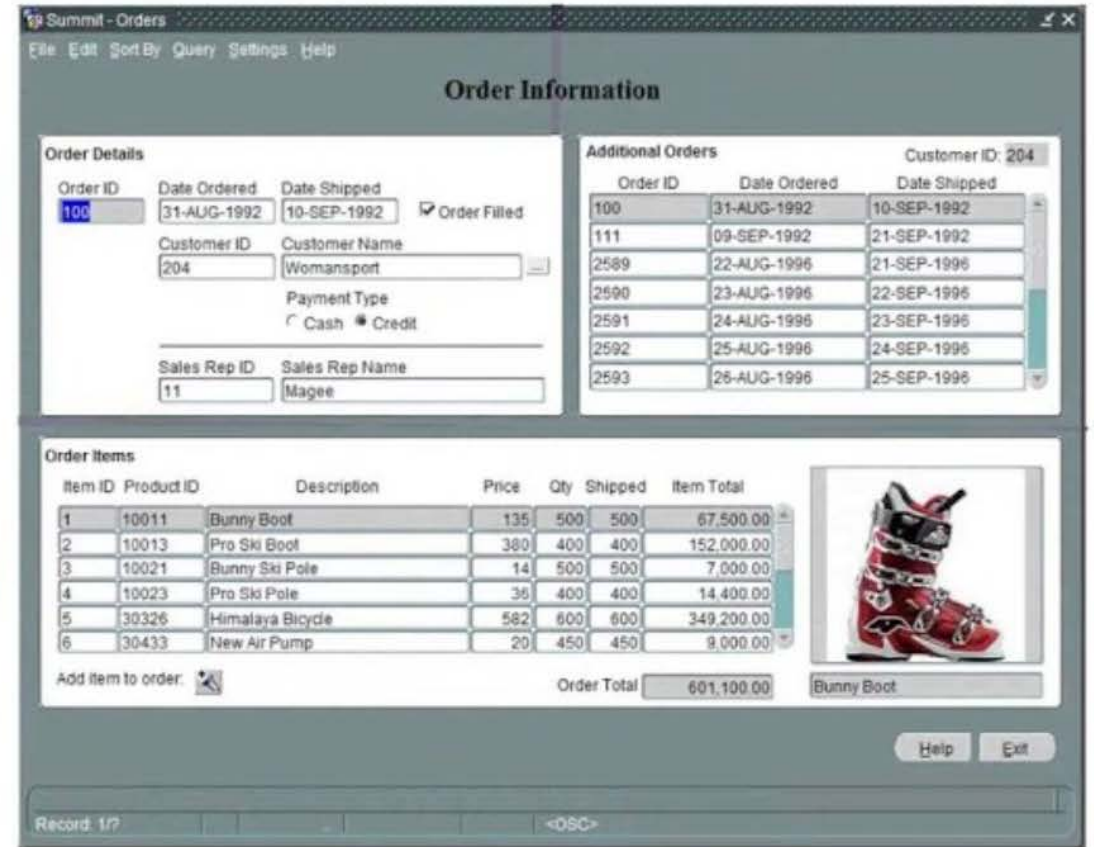 Summit - Orders
File Edit Sort By Query Settings Help
Order Information
Order Details
Order ID Date Ordered Date Shipped
100 31-AUG-1992 10-SEP-1992 Order Filled
Customer ID Customer Name
204 Womansport ...
Payment Type
Cash Credit
Sales Rep ID Sales Rep Name
11 Magee
Additional Orders Customer ID: 204
Order ID Date Ordered Date Shipped
100 31-AUG-1992 10-SEP-1992
111 09-SEP-1992 21-SEP-1992
2589 22-AUG-1996 21-SEP-1996
2590 23-AUG-1996 22-SEP-1996
2591 24-AUG-1996 23-SEP-1996
2592 25-AUG-1996 24-SEP-1996
2593 26-AUG-1996 25-SEP-1996
Order Items
Item ID Product ID Description Price Qty Shipped Item Total
1 10011 Bunny Boot 135 500 500 67,500.00
2 10013 Pro Ski Boot 380 400 400 152,000.00
3 10021 Bunny Ski Pole 14 500 500 7,000.00
4 10023 Pro Ski Pole 36 400 400 14,400.00
5 30326 Himalaya Bicycle 582 600 600 349,200.00
6 30433 New Air Pump 20 450 450 9,000.00
Add item to order: Order Total 601,100.00 Bunny Boot
Help Exit
Record: 1/? <OSC>